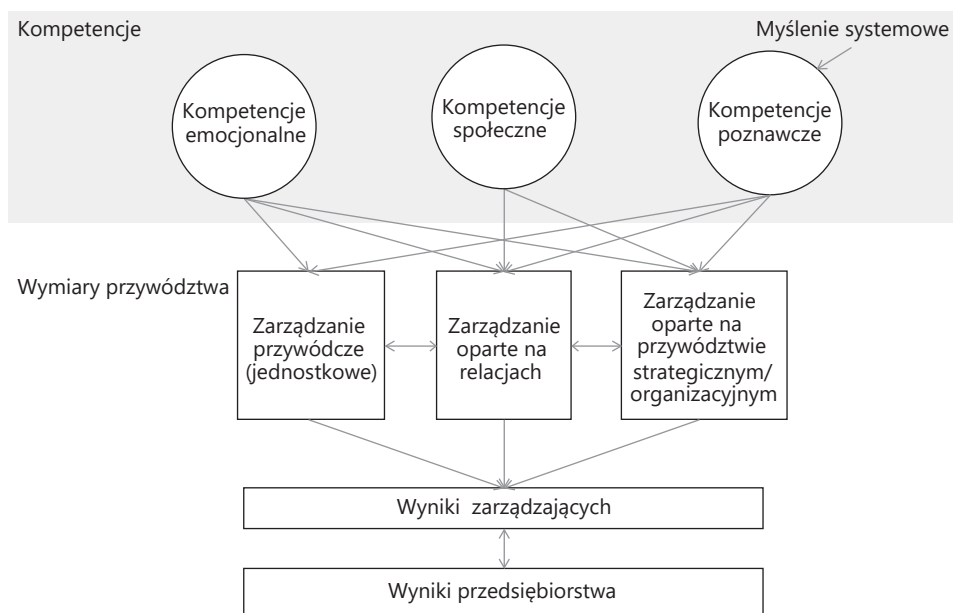 Kompetencje
Myślenie systemowe
Kompetencje
emocjonalne
Kompetencje
społeczne
Kompetencje
poznawcze
Wymiary przywództwa
Zarządzanie
przywódcze
(jednostkowe)
Zarządzanie
oparte na
relacjach
Zarządzanie
oparte na
przywództwie
strategicznym/
organizacyjnym
Wyniki zarządzających
Wyniki przedsiębiorstwa